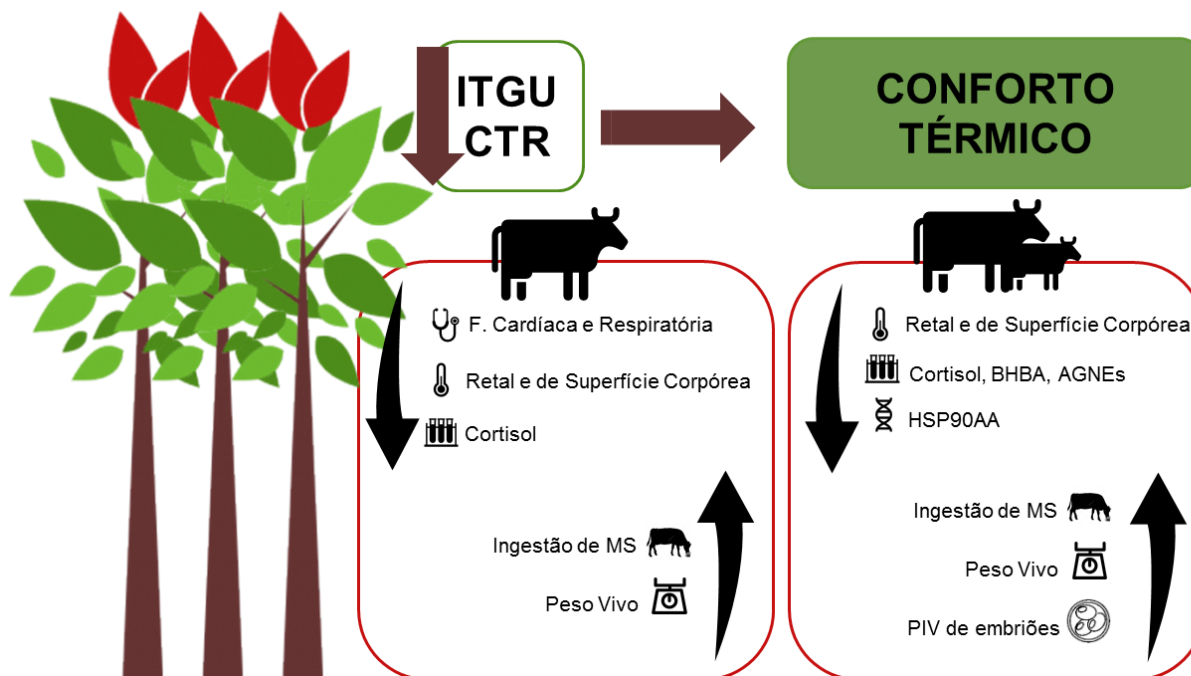 ITGU
CTR
CONFORTO
TÉRMICO
F. Cardíaca e Respiratória
Retal e de Superfície Corpórea
Cortisol
Ingestão de MS
Peso Vivo
Retal e de Superfície Corpórea
Cortisol, BHBA, AGNEs
HSP90AA
Ingestão de MS
Peso Vivo
PIV de embriões